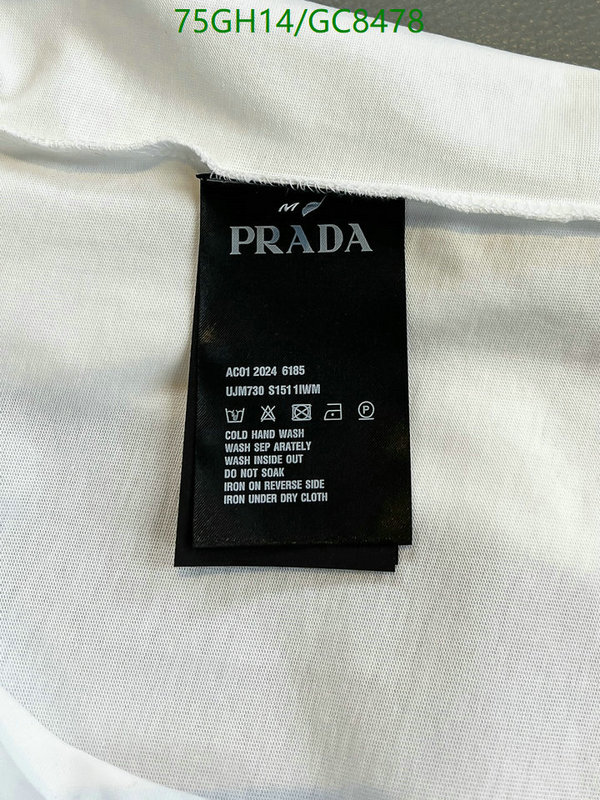 75GH14/GC8478
M
PRADA
AC01 2024 6185
UJM730 S151 1IWM
P
COLD HAND WASH
WASH SEP ARATELY
WASH INSIDE OUT
DO NOT SOAK
IRON ON REVERSE SIDE
IRON UNDER DRY CLOTH